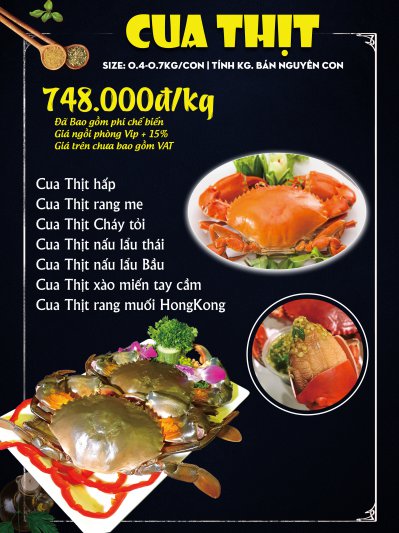 CUA THỊT
SIZE: 0.4-0.7KG/CON | TÍNH KG. BÁN NGUYÊN CON
748.000đ/kg
Đã Bao gồm phí chế biến
Giá ngồi phòng Vip + 15%
Giá trên chưa bao gồm VAT
Cua Thịt hấp
Cua Thịt rang me
Cua Thịt Cháy tỏi
Cua Thịt nấu lẩu thái
Cua Thịt nấu lẩu Bầu
Cua Thịt xào miến tay cầm
Cua Thịt rang muối HongKong